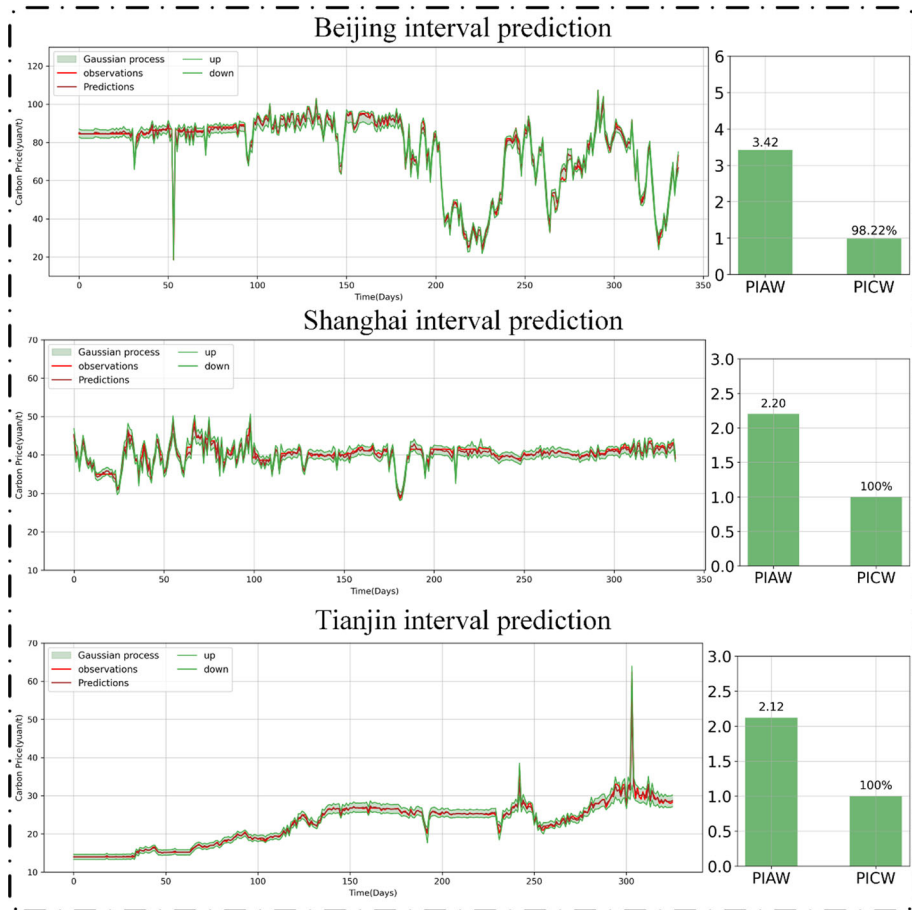 Beijing interval prediction
Gaussian process
observations
Predictions
up
down
Carbon Price(yuan/t)
120
100
80
60
40
20
0
50
100
150
200
250
300
350
Time(Days)
6
5
4
3
2
1
0
3.42
98.22%
PIAW
PICW
Shanghai interval prediction
Gaussian process
observations
Predictions
up
down
Carbon Price(yuan/t)
70
60
50
40
30
20
10
0
50
100
150
200
250
300
350
Time(Days)
3.0
2.5
2.0
1.5
1.0
0.5
0.0
2.20
100%
PIAW
PICW
Tianjin interval prediction
Gaussian process
observations
Predictions
up
down
Carbon Price(yuan/t)
70
60
50
40
30
20
10
0
50
100
150
200
250
300
Time(Days)
3.0
2.5
2.0
1.5
1.0
0.5
0.0
2.12
100%
PIAW
PICW